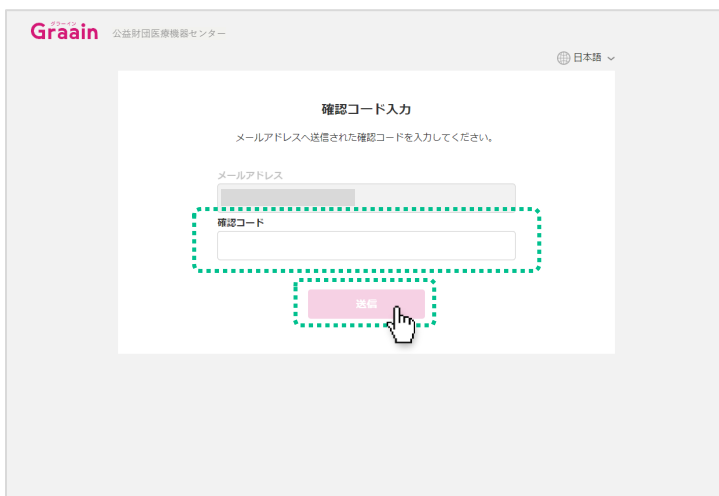 グラーイン
Graain 公益財団医療機器センター
日本語
確認コード入力
メールアドレスへ送信された確認コードを入力してください。
メールアドレス
確認コード
送信